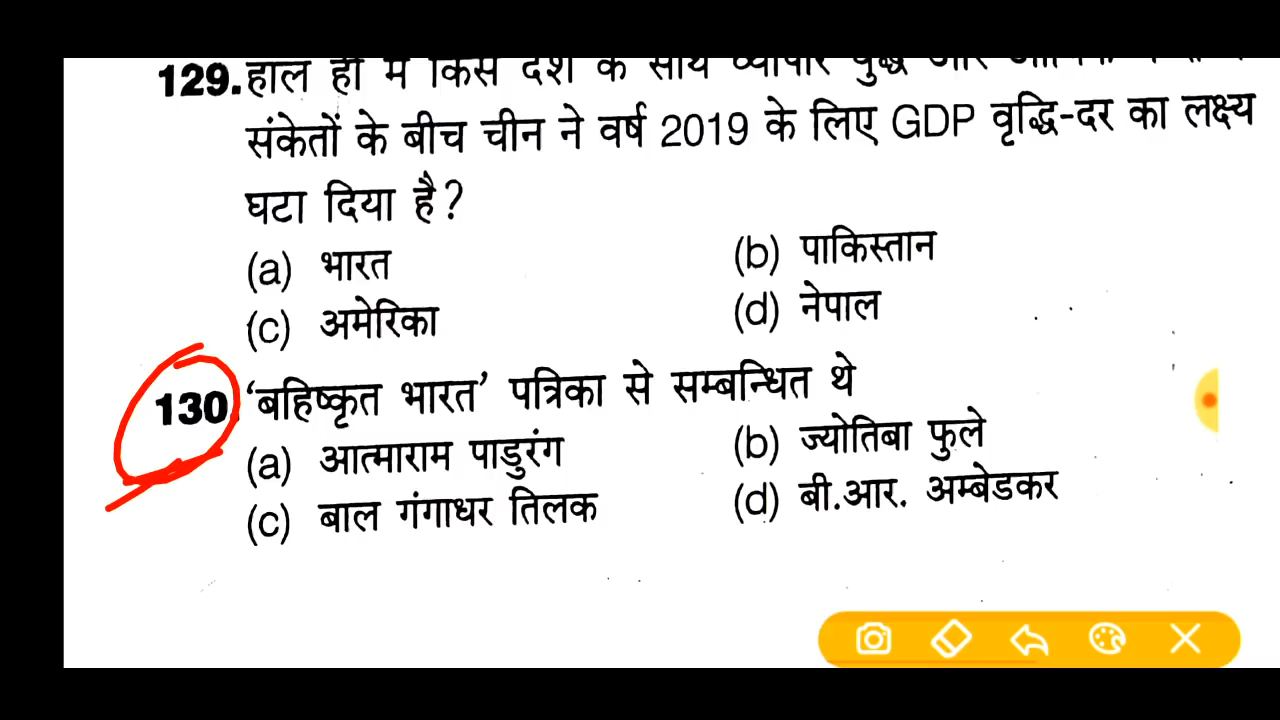 129. हाल ही में किस देश के साथ व्यापार युद्ध और
संकेतों के बीच चीन ने वर्ष 2019 के लिए GDP वृद्धि-दर का लक्ष्य
घटा दिया है?
(a) भारत (b) पाकिस्तान
(c) अमेरिका (d) नेपाल
130 'बहिष्कृत भारत' पत्रिका से सम्बन्धित थे
(a) आत्माराम पाडुरंग (b) ज्योतिबा फुले
(c) बाल गंगाधर तिलक (d) बी.आर. अम्बेडकर